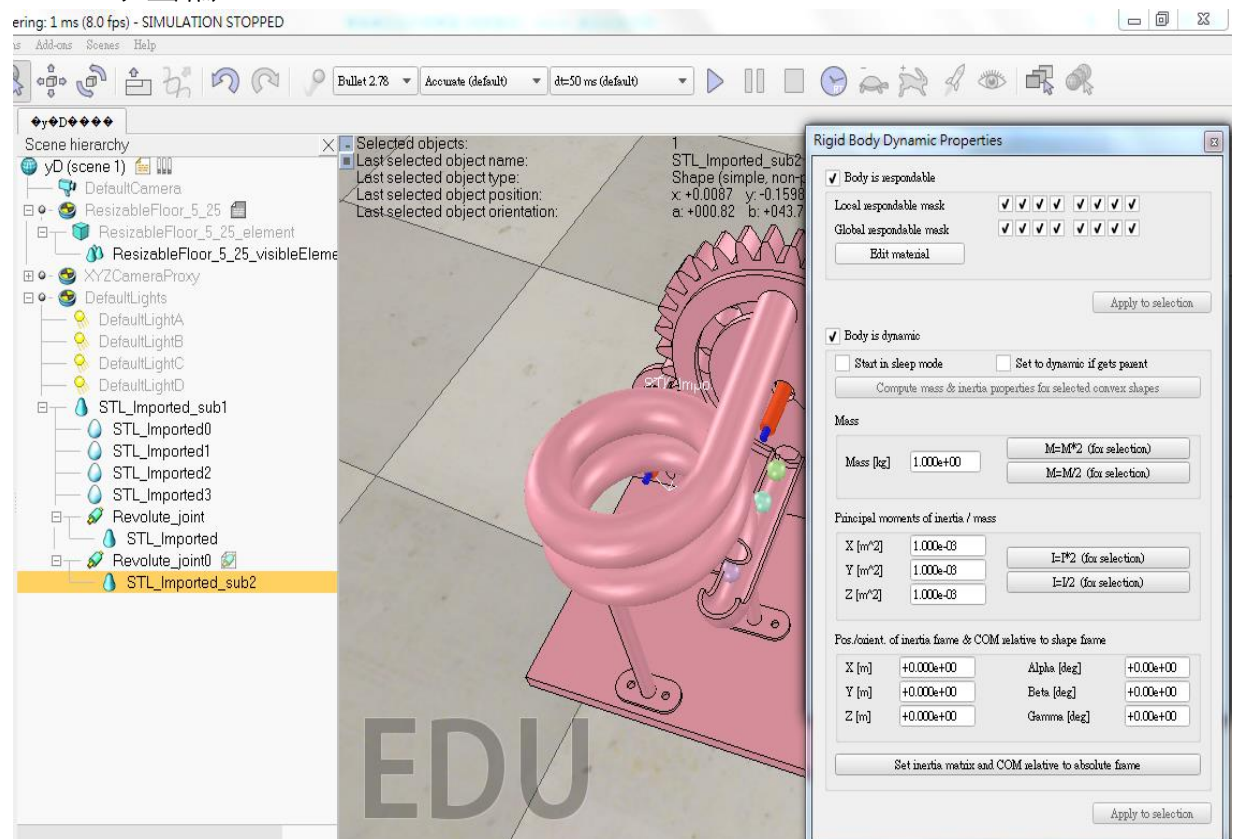 ering: 1 ms (8.0 fps) - SIMULATION STOPPED
Add-ons Scenes Help
Bullet 2.78 Accurate (default) dt=50 ms (default)
�y�D����
Scene hierarchy
yD (scene 1)
DefaultCamera
ResizableFloor_5_25
ResizableFloor_5_25_element
ResizableFloor_5_25_visibleEleme
XYZCameraProxy
DefaultLights
DefaultLightA
DefaultLightB
DefaultLightC
DefaultLightD
STL_Imported_sub1
STL_Imported0
STL_Imported1
STL_Imported2
STL_Imported3
Revolute_joint
STL_Imported
Revolute_joint0
STL_Imported_sub2
Selected objects: 1
Last selected object name: STL_Imported_sub2
Last selected object type: Shape (simple, non-p
Last selected object position: x: +0.0087 y: -0.1598
Last selected object orientation: a: +000.82 b: +043.7
STL_Impo
EDU
Rigid Body Dynamic Properties
Body is respondable
Local respondable mask
Global respondable mask
Edit material
Apply to selection
Body is dynamic
Start in sleep mode Set to dynamic if gets parent
Compute mass & inertia properties for selected convex shapes
Mass
Mass [kg] 1.000e+00
M=M*2 (for selection)
M=M/2 (for selection)
Principal moments of inertia / mass
X [m^2] 1.000e-03
Y [m^2] 1.000e-03
Z [m^2] 1.000e-03
I=I*2 (for selection)
I=I/2 (for selection)
Pos./orient. of inertia frame & COM relative to shape frame
X [m] +0.000e+00 Alpha [deg] +0.00e+00
Y [m] +0.000e+00 Beta [deg] +0.00e+00
Z [m] +0.000e+00 Gamma [deg] +0.00e+00
Set inertia matrix and COM relative to absolute frame
Apply to selection